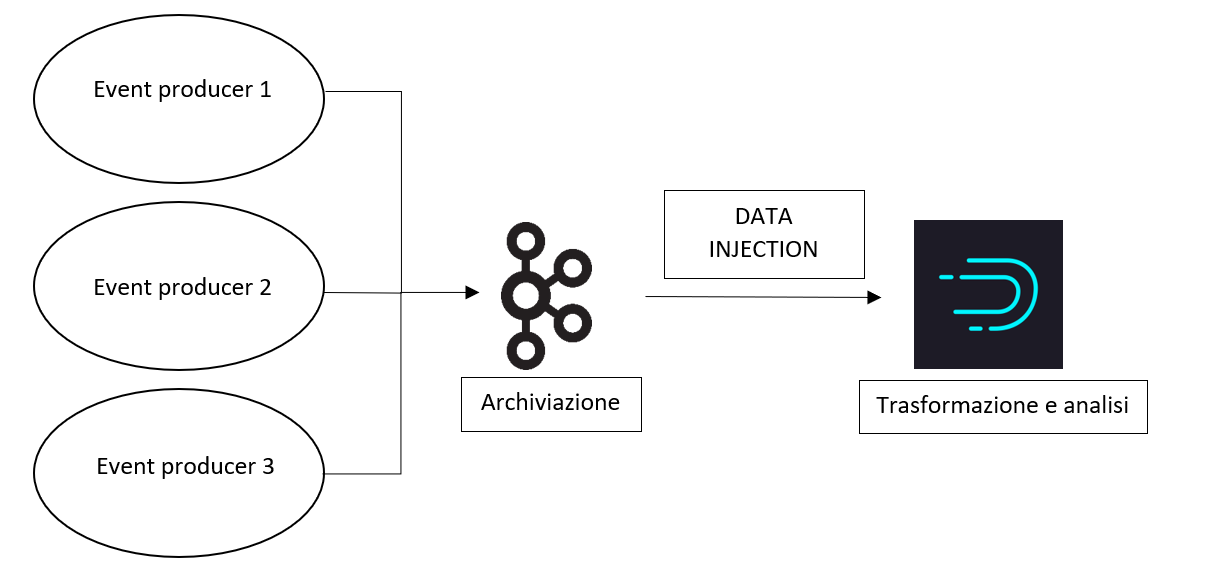 Event producer 1
Event producer 2
Event producer 3
Archiviazione
DATA
INJECTION
Trasformazione e analisi